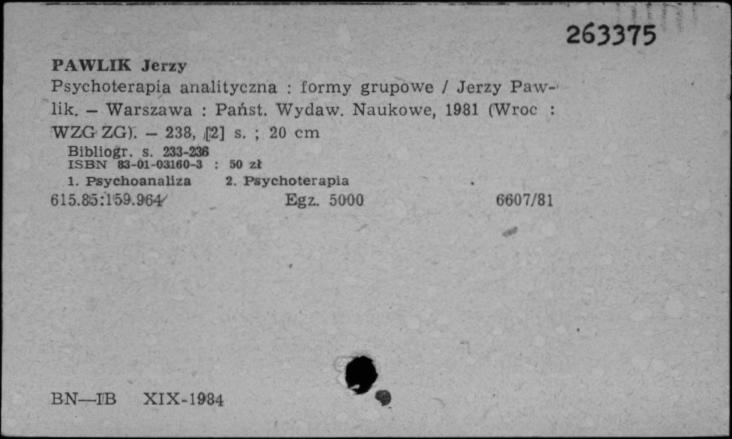 263375
PAWLIK Jerzy
Psychoterapia analityczna : formy grupowe / Jerzy Paw-
lik. — Warszawa : Państ. Wydaw. Naukowe, 1981 (Wroc :
WZG ZG). — 238, [2] s. ; 20 cm
Bibliogr. s. 233-236
ISBN 83-01-03160-3 : 50 zł
1. Psychoanaliza 2. Psychoterapia
615.85:159.964 Egz. 5000 6607/81
BN—IB XIX-1984